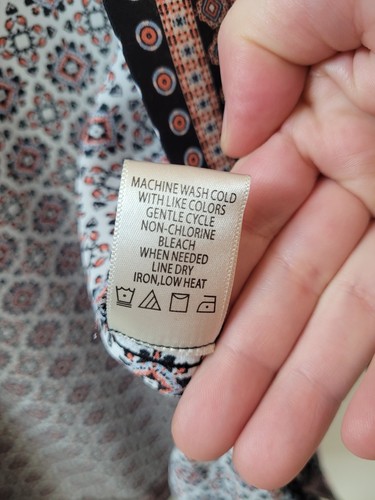 MACHINE WASH COLD
WITH LIKE COLORS
GENTLE CYCLE
NON-CHLORINE
BLEACH
WHEN NEEDED
LINE DRY
IRON,LOW HEAT